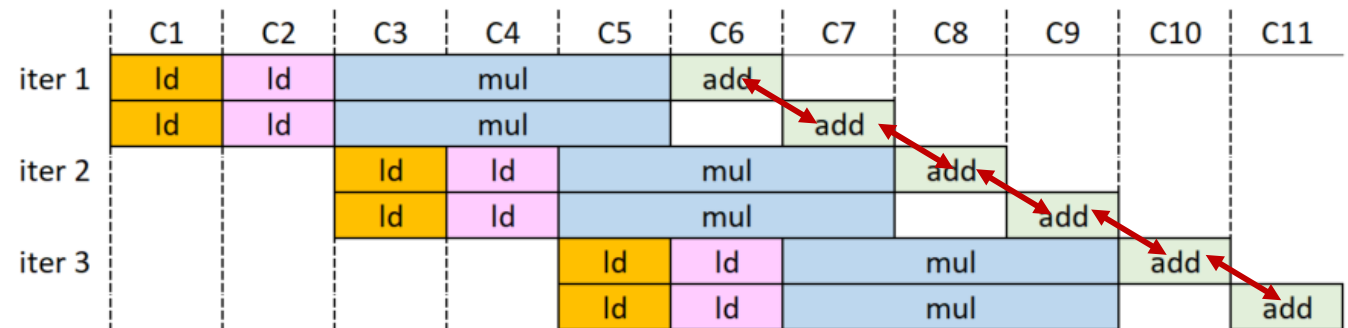 C1 C2 C3 C4 C5 C6 C7 C8 C9 C10 C11
iter 1 ld ld mul add
ld ld mul add
iter 2 ld ld mul add
ld ld mul add
iter 3 ld ld mul add
ld ld mul add